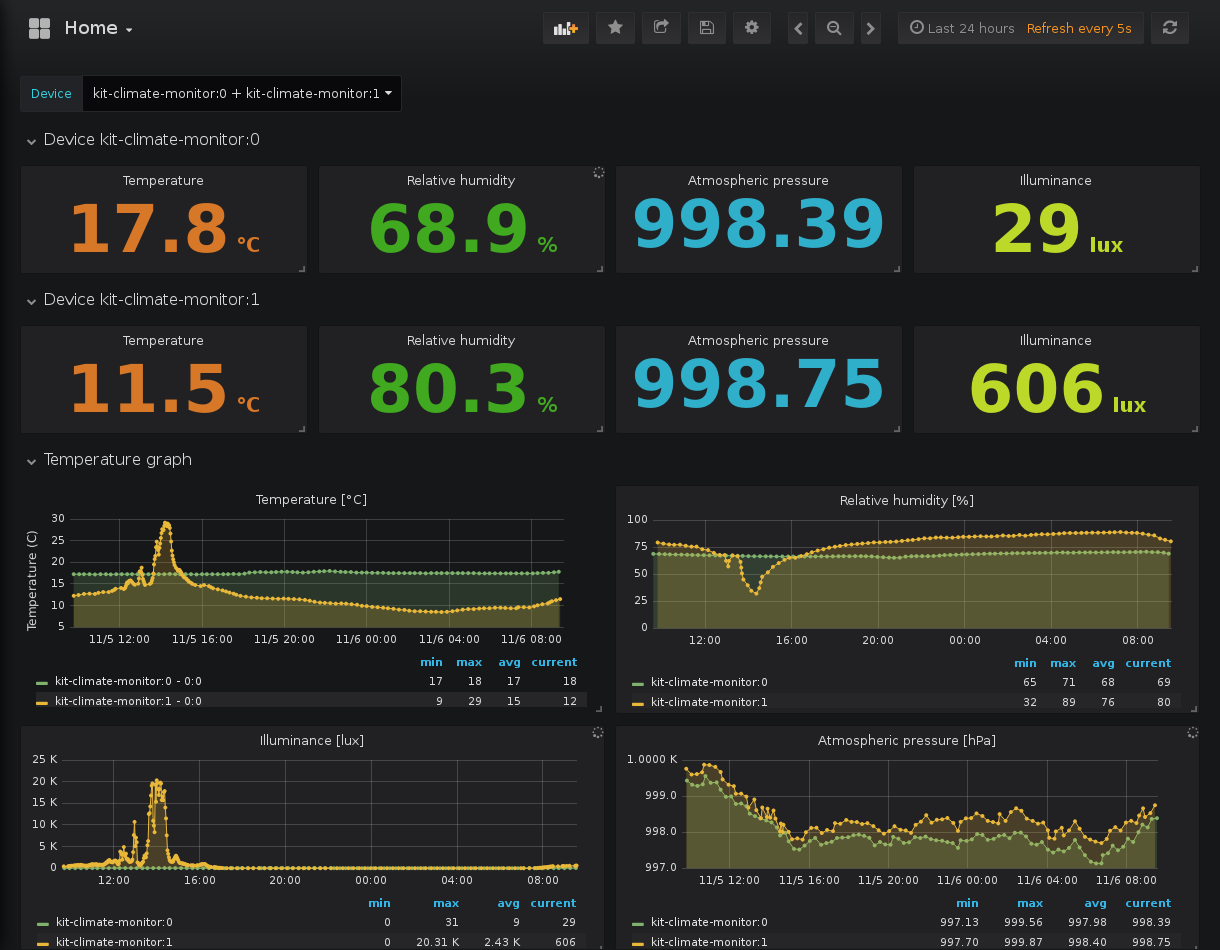 Home
Last 24 hours Refresh every 5s
Device kit-climate-monitor:0 + kit-climate-monitor:1
Device kit-climate-monitor:0
Temperature Relative humidity Atmospheric pressure Illuminance
17.8 °C 68.9 % 998.39 29 lux
Device kit-climate-monitor:1
Temperature Relative humidity Atmospheric pressure Illuminance
11.5 °C 80.3 % 998.75 606 lux
Temperature graph
Temperature [°C]
Temperature (C)
30
25
20
15
10
5
11/5 12:00 11/5 16:00 11/5 20:00 11/6 00:00 11/6 04:00 11/6 08:00
min max avg current
kit-climate-monitor:0 - 0:0 17 18 17 18
kit-climate-monitor:1 - 0:0 9 29 15 12
Relative humidity [%]
100
75
50
25
0
12:00 16:00 20:00 00:00 04:00 08:00
min max avg current
kit-climate-monitor:0 65 71 68 69
kit-climate-monitor:1 32 89 76 80
Illuminance [lux]
25 K
20 K
15 K
10 K
5 K
0
12:00 16:00 20:00 00:00 04:00 08:00
min max avg current
kit-climate-monitor:0 0 31 9 29
kit-climate-monitor:1 0 20.31 K 2.43 K 606
Atmospheric pressure [hPa]
1.0000 K
999.0
998.0
997.0
11/5 12:00 11/5 16:00 11/5 20:00 11/6 00:00 11/6 04:00 11/6 08:00
min max avg current
kit-climate-monitor:0 997.13 999.56 997.98 998.39
kit-climate-monitor:1 997.70 999.87 998.40 998.75